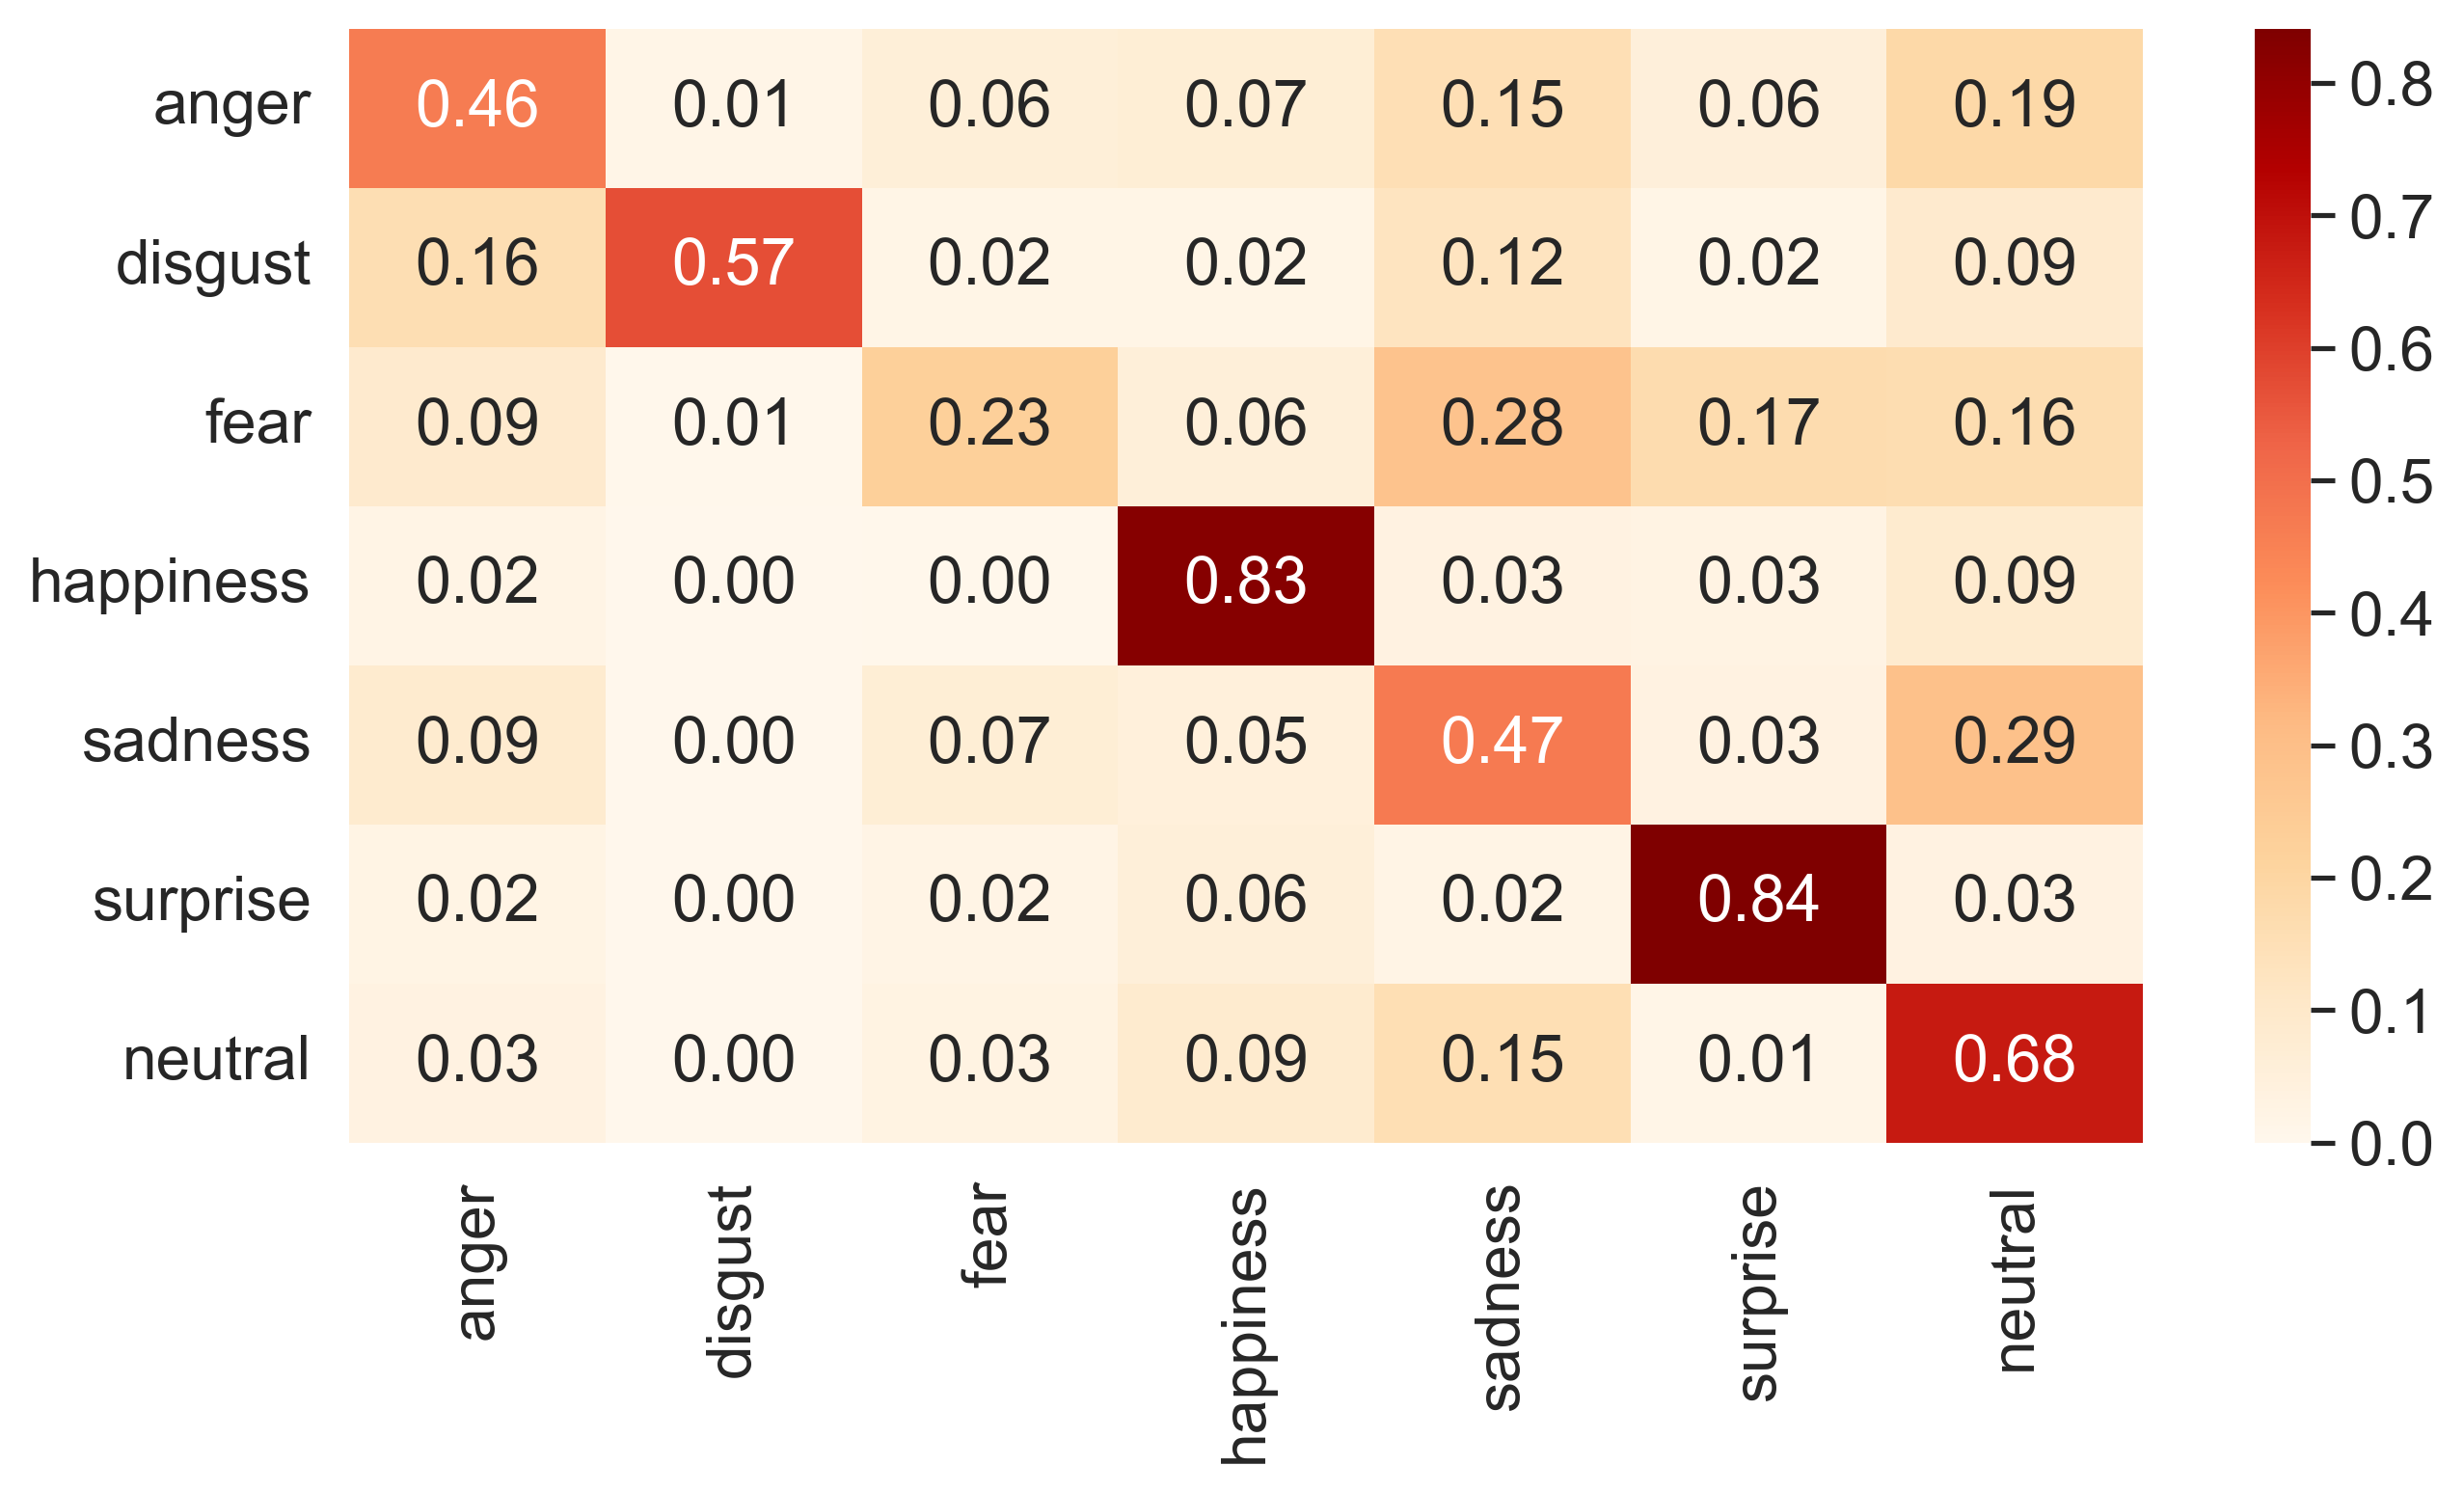 anger 0.46 0.01 0.06 0.07 0.15 0.06 0.19
disgust 0.16 0.57 0.02 0.02 0.12 0.02 0.09
fear 0.09 0.01 0.23 0.06 0.28 0.17 0.16
happiness 0.02 0.00 0.00 0.83 0.03 0.03 0.09
sadness 0.09 0.00 0.07 0.05 0.47 0.03 0.29
surprise 0.02 0.00 0.02 0.06 0.02 0.84 0.03
neutral 0.03 0.00 0.03 0.09 0.15 0.01 0.68
anger disgust fear happiness sadness surprise neutral
0.8
0.7
0.6
0.5
0.4
0.3
0.2
0.1
0.0